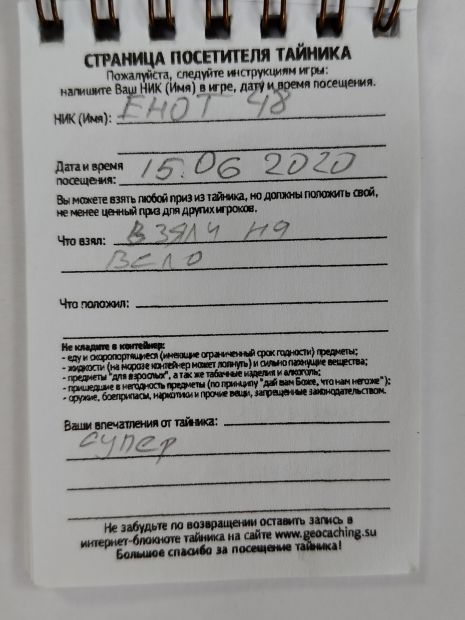 СТРАНИЦА ПОСЕТИТЕЛЯ ТАЙНИКА
Пожалуйста, следуйте инструкциям игры:
напишите Ваш НИК (Имя) в игре, дату и время посещения.
НИК (Имя): ЕНОТ 48
Дата и время
посещения: 15.06 2020
Вы можете взять любой приз из тайника, но должны положить свой,
не менее ценный приз для других игроков.
Что взял: ВЗЯЛИ НА
ВЕЛО
Что положил:
Не кладите в контейнер:
- еду и скоропортящиеся (имеющие ограниченный срок годности) предметы;
- жидкости (на морозе контейнер может лопнуть) и сильно пахнущие вещества;
- предметы "для взрослых", а так же табачные изделия и алкоголь;
- пришедшие в негодность предметы (по принципу "дай вам Боже, что нам негоже");
- оружие, боеприпасы, наркотики и прочие вещи, запрещенные законодательством.
Ваши впечатления от тайника:
супер
Не забудьте по возвращении оставить запись в
интернет-блокноте тайника на сайте www.geocaching.su
Большое спасибо за посещение тайника!